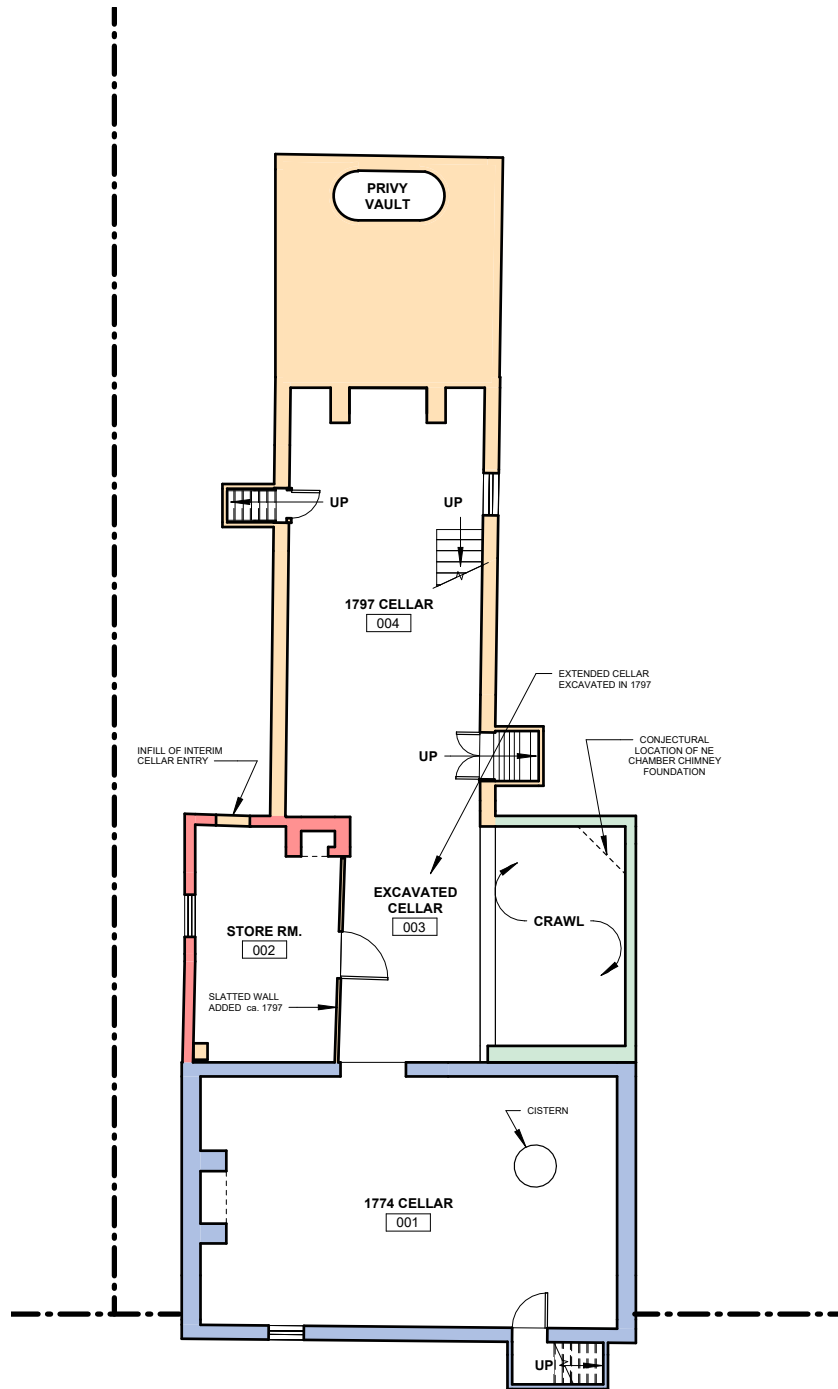 PRIVY
VAULT
UP
UP
1797 CELLAR
004
EXTENDED CELLAR
EXCAVATED IN 1797
INFILL OF INTERIM
CELLAR ENTRY
UP
CONJECTURAL
LOCATION OF NE
CHAMBER CHIMNEY
FOUNDATION
EXCAVATED
CELLAR
003
CRAWL
STORE RM.
002
SLATTED WALL
ADDED ca. 1797
CISTERN
1774 CELLAR
001
UP